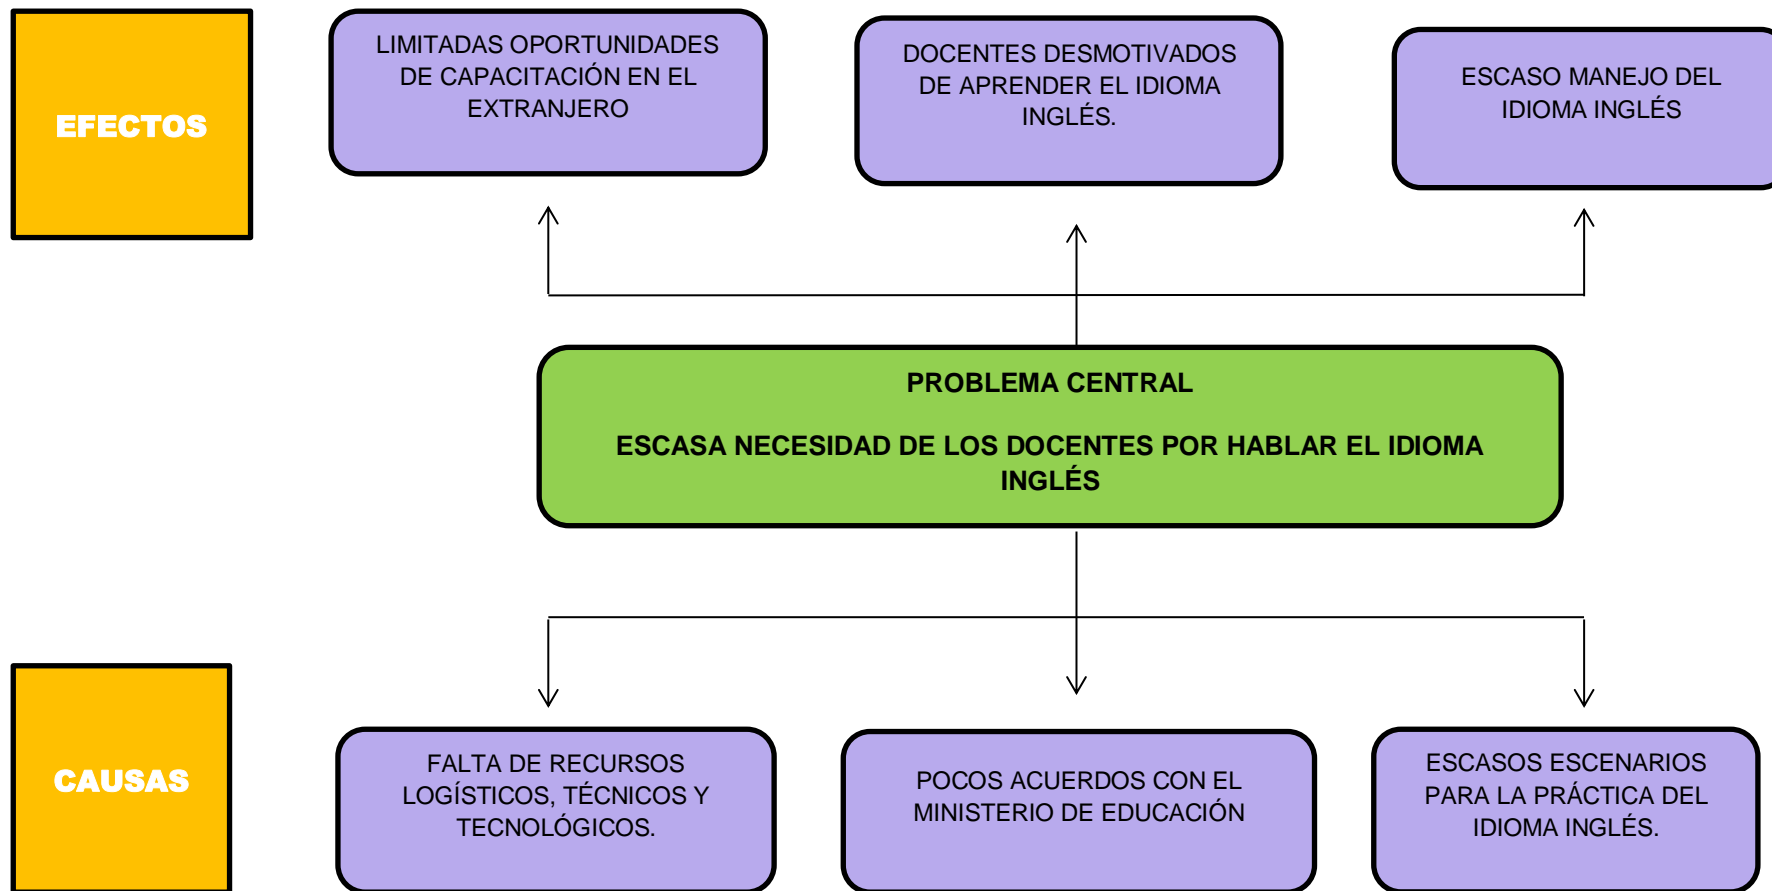 EFECTOS
LIMITADAS OPORTUNIDADES
DE CAPACITACIÓN EN EL
EXTRANJERO
DOCENTES DESMOTIVADOS
DE APRENDER EL IDIOMA
INGLÉS.
ESCASO MANEJO DEL
IDIOMA INGLÉS
PROBLEMA CENTRAL
ESCASA NECESIDAD DE LOS DOCENTES POR HABLAR EL IDIOMA
INGLÉS
CAUSAS
FALTA DE RECURSOS
LOGÍSTICOS, TÉCNICOS Y
TECNOLÓGICOS.
POCOS ACUERDOS CON EL
MINISTERIO DE EDUCACIÓN
ESCASOS ESCENARIOS
PARA LA PRÁCTICA DEL
IDIOMA INGLÉS.